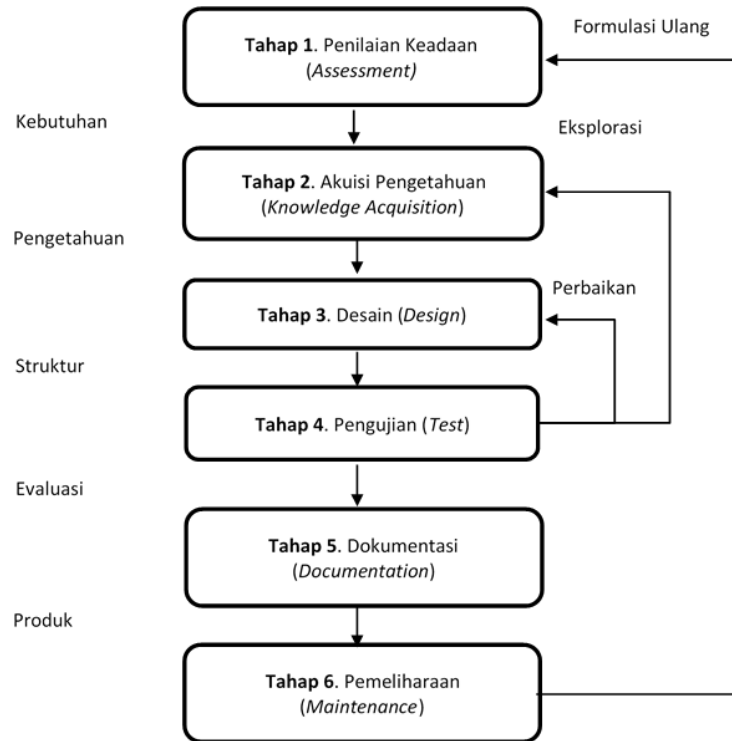 Formulasi Ulang
Tahap 1. Penilaian Keadaan
(Assessment)
Kebutuhan
Eksplorasi
Tahap 2. Akuisi Pengetahuan
(Knowledge Acquisition)
Pengetahuan
Perbaikan
Tahap 3. Desain (Design)
Struktur
Tahap 4. Pengujian (Test)
Evaluasi
Tahap 5. Dokumentasi
(Documentation)
Produk
Tahap 6. Pemeliharaan
(Maintenance)